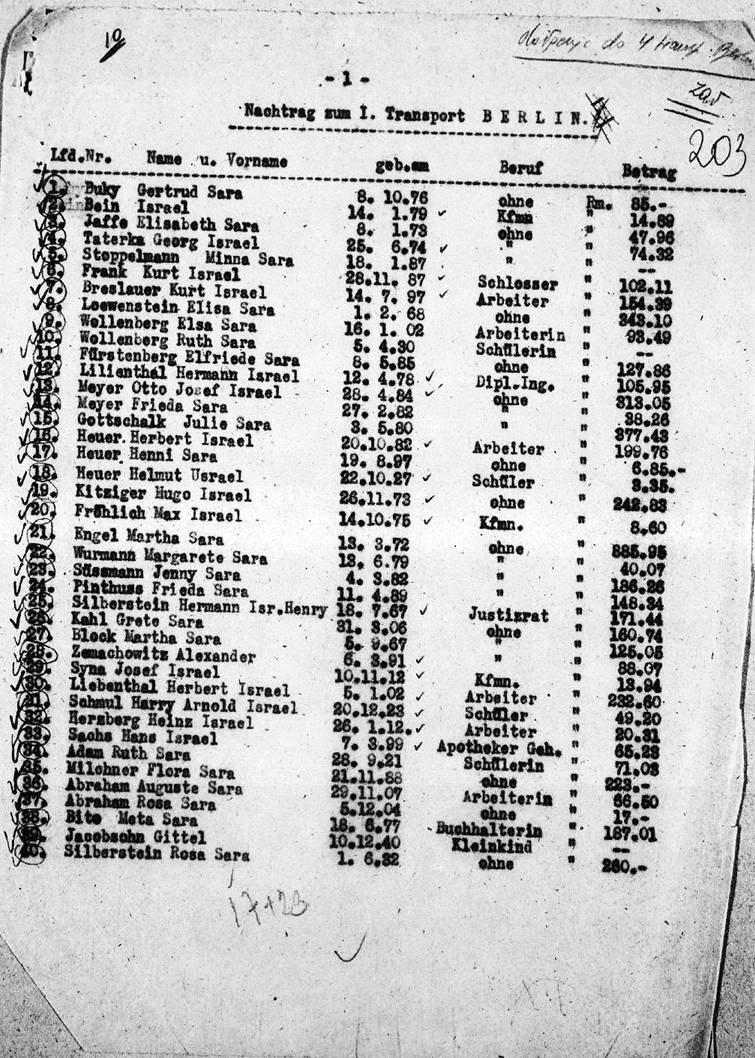 10
dołączyć do 4 transp.
- 1 -
Nachtrag zum I. Transport BERLIN.
203
Lfd.Nr. Name u. Vorname geb.am Beruf Betrag
1. Buky Gertrud Sara 8. 10.76 ohne Rm. 85.-
2. Bein Israel 14. 1.79 ✓ Kfmn " 14.89
3. Jaffe Elisabeth Sara 8. 1.73 ohne " 47.96
4. Taterka Georg Israel 25. 6.74 ✓ " " 74.32
5. Stoppelmann Minna Sara 18. 1.87 " " --
6. Frank Kurt Israel 28.11. 87 ✓ Schlosser " 102.11
7. Breslauer Kurt Israel 14. 7. 97 ✓ Arbeiter " 154.39
8. Loewenstein Elisa Sara 1. 2. 68 ohne " 343.10
9. Wollenberg Elsa Sara 16. 1. 02 Arbeiterin " 93.49
10. Wollenberg Ruth Sara 5. 4.30 Schülerin " --
11. Fürstenberg Elfriede Sara 8. 5.85 ohne " 127.86
12. Lilienthal Hermann Israel 12. 4.78 ✓ Dipl.Ing. " 105.95
13. Meyer Otto Josef Israel 28. 4.84 ✓ ohne " 313.05
14. Meyer Frieda Sara 27. 2.82 " " 38.26
15. Gottschalk Julie Sara 3. 5.80 " " 377.43
16. Heuer Herbert Israel 20.10.82 ✓ Arbeiter " 199.76
17. Heuer Henni Sara 19. 8.97 ohne " 6.85.-
18. Heuer Helmut Usrael 22.10.27 ✓ Schüler " 3.35.
19. Kitziger Hugo Israel 26.11.73 ✓ ohne " 242.83
20. Fröhlich Max Israel 14.10.75 ✓ Kfmn. " 8.60
21. Engel Martha Sara 13. 3.72 ohne " 885.95
22. Wurmann Margarete Sara 13. 6.79 " " 40.07
23. Süssmann Jenny Sara 4. 3.82 " " 186.26
24. Pinthuss Frieda Sara 11. 4.89 " " 148.34
25. Silberstein Hermann Isr.Henry 18. 7.67 ✓ Justizrat " 171.44
26. Kahl Grete Sara 31. 3.06 ohne " 160.74
27. Block Martha Sara 5. 9.67 " " 125.05
28. Zemachowitz Alexander 6. 3.91 ✓ " " 88.07
29. Syna Josef Israel 10.11.12 ✓ Kfmn. " 13.94
30. Liebenthal Herbert Israel 5. 1.02 ✓ Arbeiter " 232.60
31. Schmul Harry Arnold Israel 20.12.23 ✓ Schüler " 49.20
32. Herzberg Heinz Israel 26. 1.12. ✓ Arbeiter " 20.31
33. Sachs Hans Israel 7. 3.99 ✓ Apotheker Geh. " 65.23
34. Adam Ruth Sara 28. 9.21 Schülerin " 71.03
35. Milchner Flora Sara 21.11.88 ohne " 223.-
36. Abraham Auguste Sara 29.11.07 Arbeiterin " 66.50
37. Abraham Rosa Sara 5.12.04 ohne " 17.-
38. Bite Meta Sara 18. 6.77 Buchhalterin " 187.01
39. Jacobsohn Gittel 10.12.40 Kleinkind " --
40. Silberstein Rosa Sara 1. 6.82 ohne " 260.-
17+23